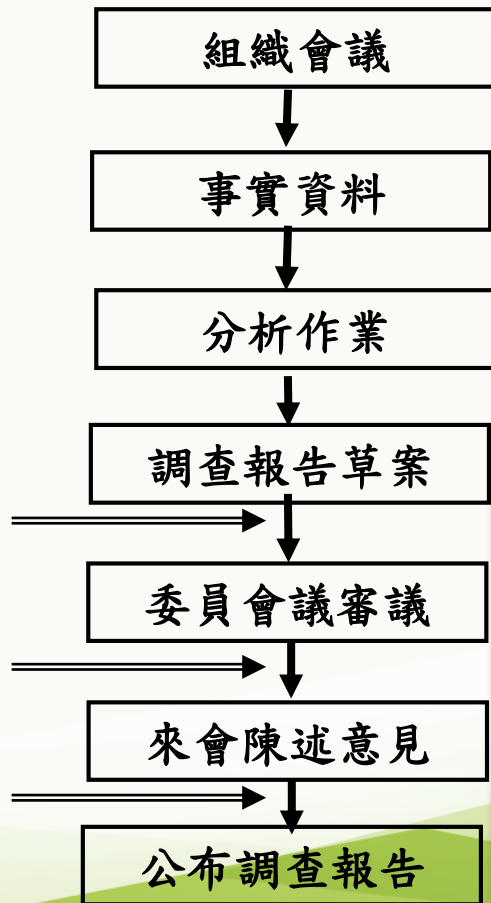 組織會議
事實資料
分析作業
調查報告草案
委員會議審議
來會陳述意見
公布調查報告